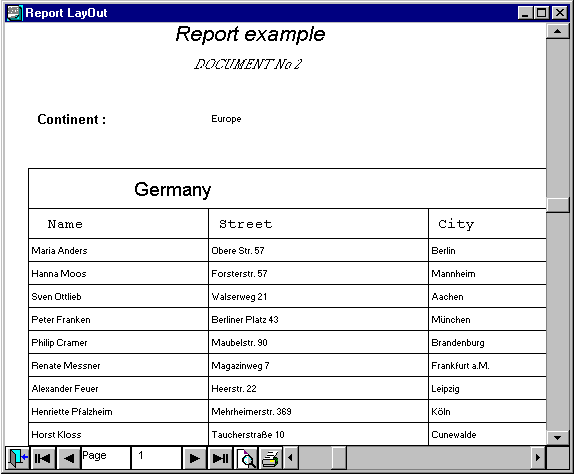 Report LayOut
Report example
DOCUMENT No 2
Continent : Europe
Germany
Name Street City
Maria Anders Obere Str. 57 Berlin
Hanna Moos Forsterstr. 57 Mannheim
Sven Ottlieb Walserweg 21 Aachen
Peter Franken Berliner Platz 43 München
Philip Cramer Maubelstr. 90 Brandenburg
Renate Messner Magazinweg 7 Frankfurt a.M.
Alexander Feuer Heerstr. 22 Leipzig
Henriette Pfalzheim Mehrheimerstr. 369 Köln
Horst Kloss Taucherstraße 10 Cunewalde
Page 1